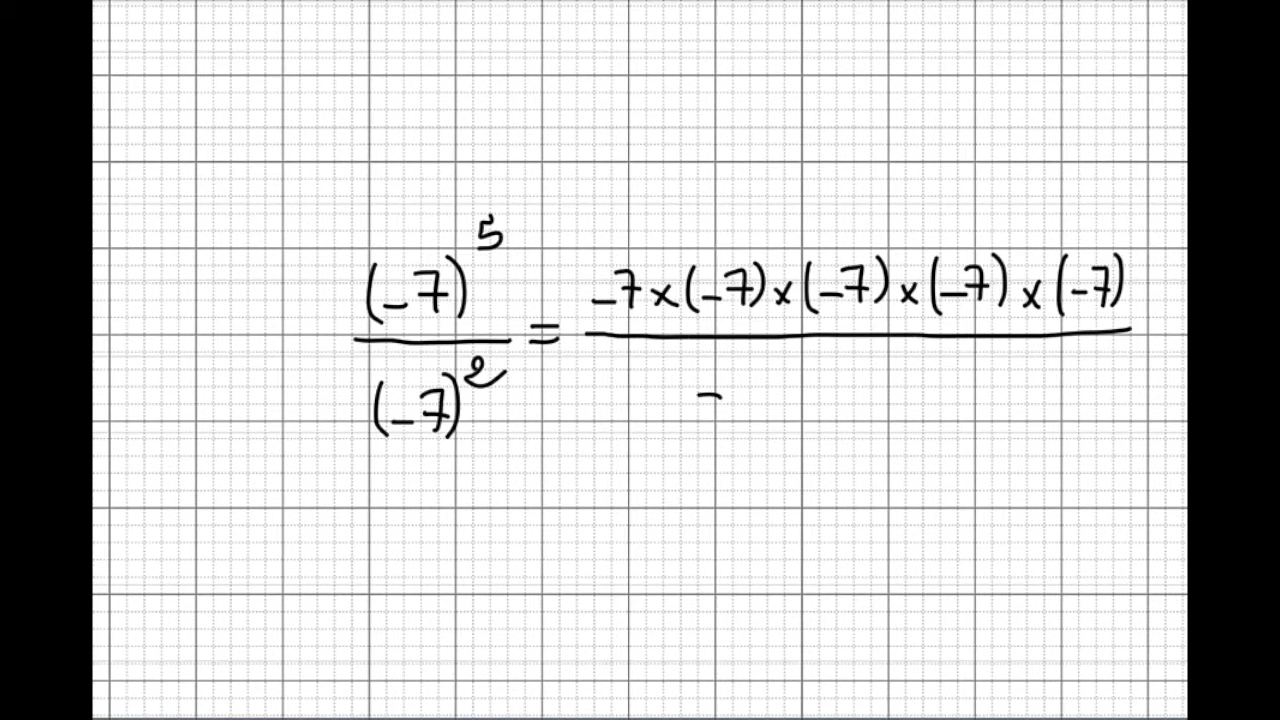 (-7)^5 / (-7)^2 = -7 × (-7) × (-7) × (-7) × (-7) / -